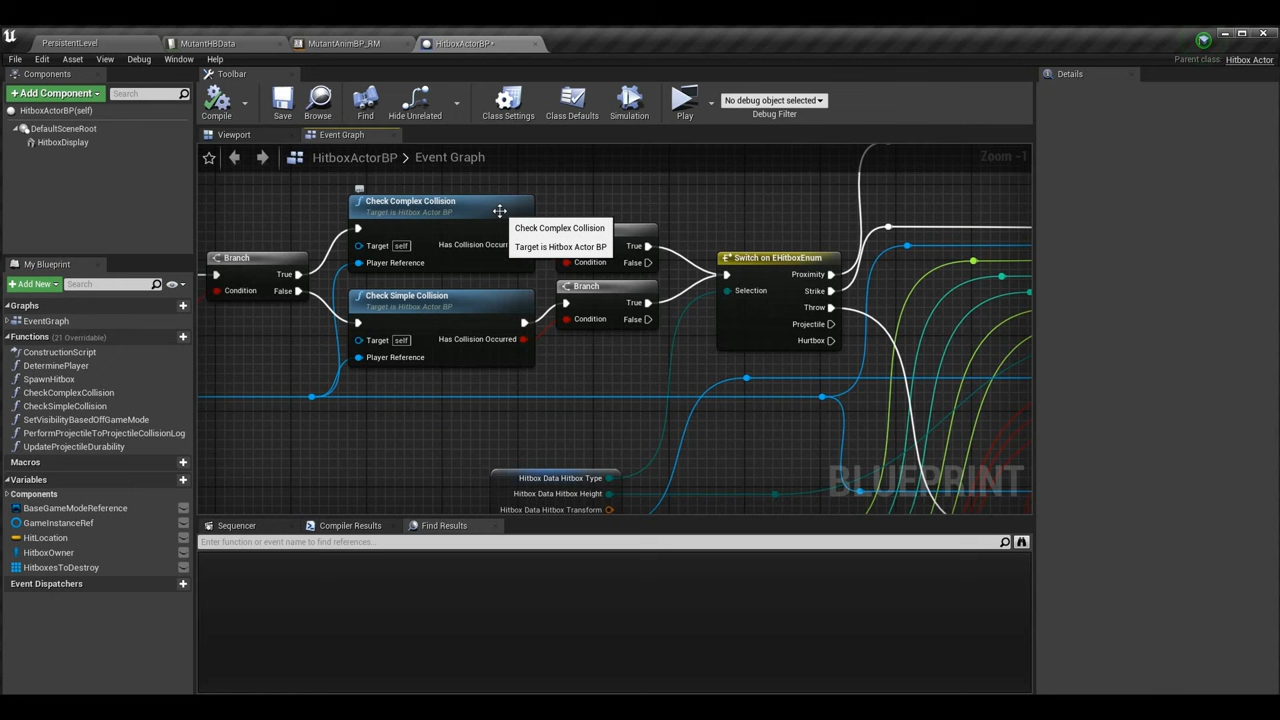 PersistentLevel
MutantHBData
MutantAnimBP_RM
HitboxActorBP*
File Edit Asset View Debug Window Help
Parent class: Hitbox Actor
Components
Toolbar
Details
+ Add Component
Search
HitboxActorBP(self)
DefaultSceneRoot
HitboxDisplay
Compile
Save
Browse
Find
Hide Unrelated
Class Settings
Class Defaults
Simulation
Play
No debug object selected
Debug Filter
Viewport
Event Graph
HitboxActorBP > Event Graph
Zoom -1
Check Complex Collision
Target is Hitbox Actor BP
Target self
Has Collision Occurr
Player Reference
Check Complex Collision
Target is Hitbox Actor BP
True
Condition
False
Branch
True
Condition
False
Check Simple Collision
Target is Hitbox Actor BP
Target self
Has Collision Occurred
Player Reference
Branch
True
Condition
False
Switch on EHitboxEnum
Proximity
Selection
Strike
Throw
Projectile
Hurtbox
Hitbox Data Hitbox Type
Hitbox Data Hitbox Height
Hitbox Data Hitbox Transform
BLUEPRINT
My Blueprint
+ Add New
Search
Graphs
EventGraph
Functions (21 Overridable)
ConstructionScript
DeterminePlayer
SpawnHitbox
CheckComplexCollision
CheckSimpleCollision
SetVisibilityBasedOffGameMode
PerformProjectileToProjectileCollisionLog
UpdateProjectileDurability
Macros
Variables
Components
BaseGameModeReference
GameInstanceRef
HitLocation
HitboxOwner
HitboxesToDestroy
Event Dispatchers
Sequencer
Compiler Results
Find Results
Enter function or event name to find references...